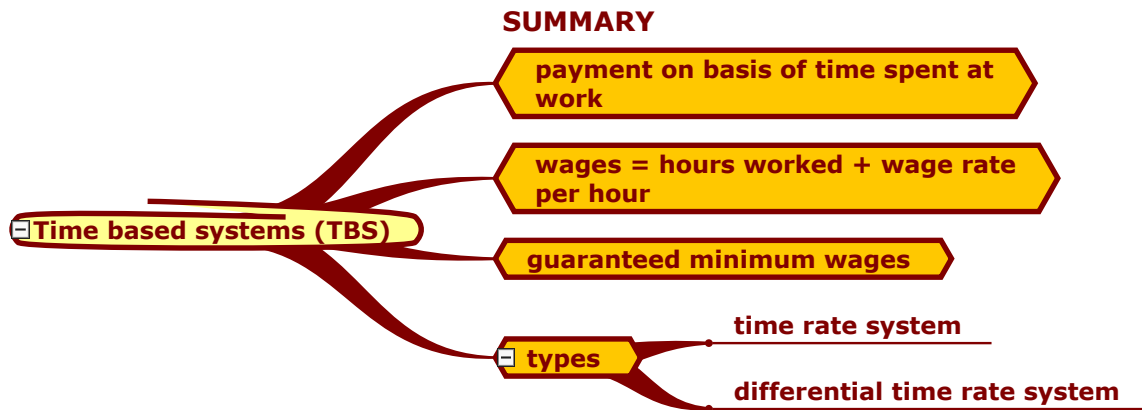 SUMMARY
payment on basis of time spent at
work
wages = hours worked + wage rate
per hour
Time based systems (TBS)
guaranteed minimum wages
types
time rate system
differential time rate system